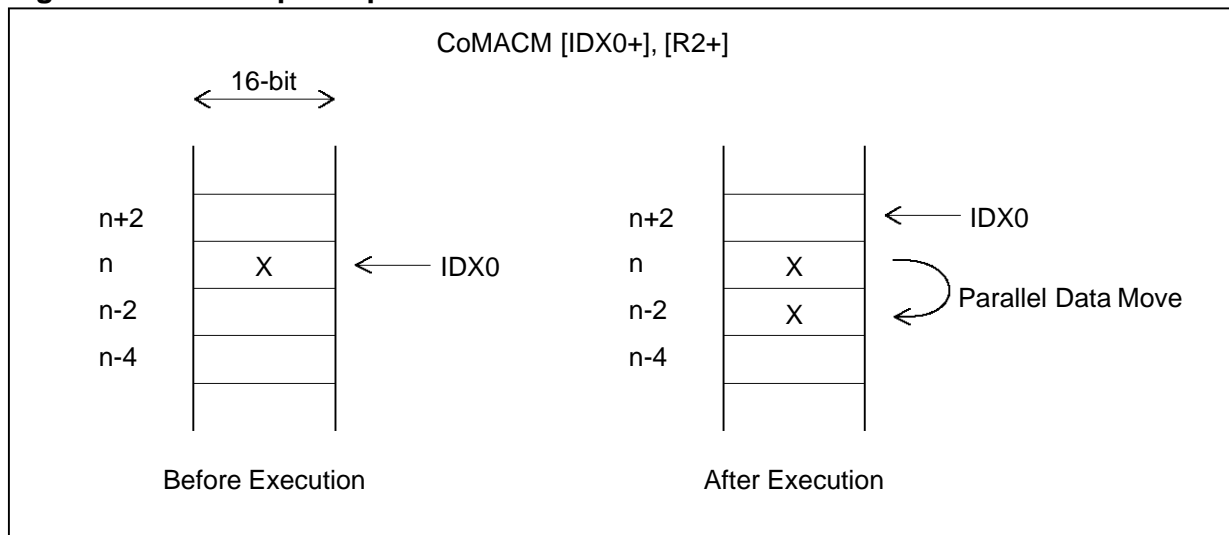 CoMACM [IDX0+], [R2+]
16-bit
n+2
n X IDX0
n-2
n-4
Before Execution
n+2 IDX0
n X
n-2 X Parallel Data Move
n-4
After Execution